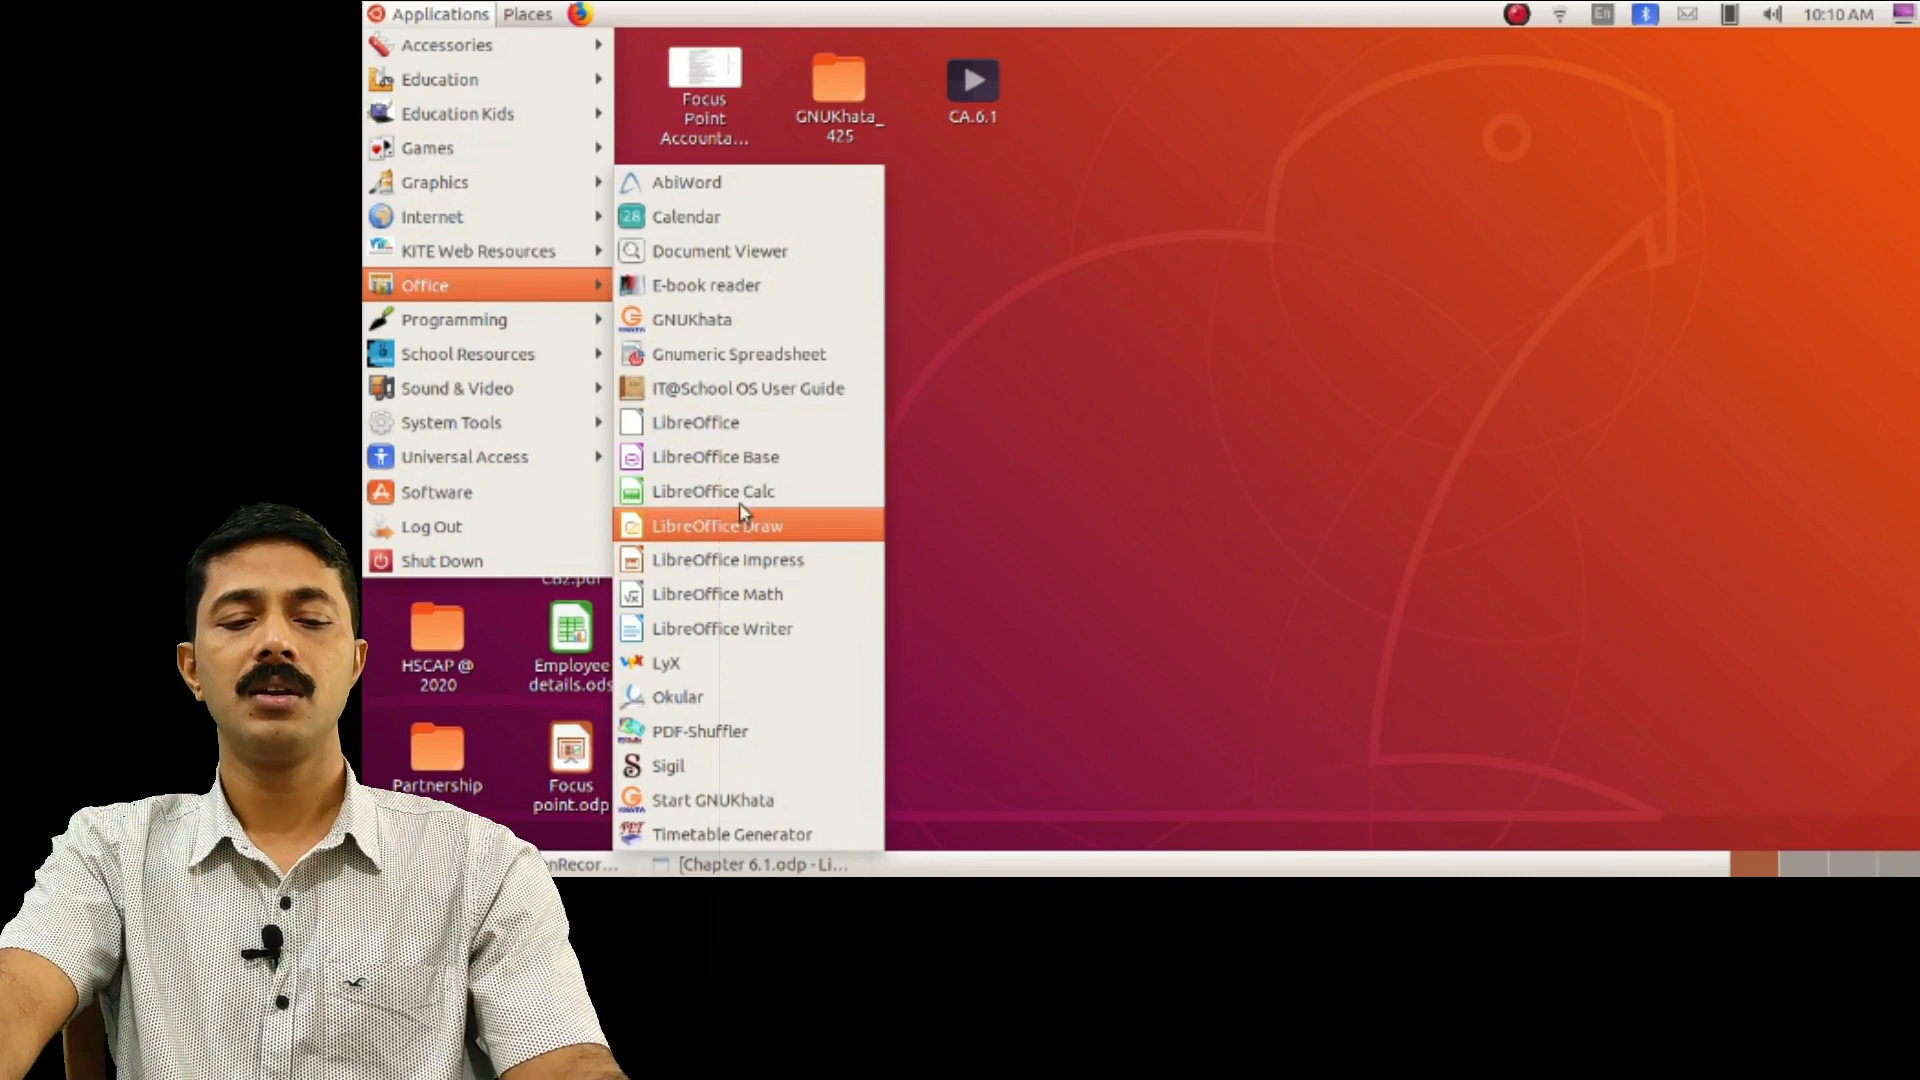 Applications Places
En
10:10 AM
Accessories
Education
Education Kids
Games
Graphics
Internet
KITE Web Resources
Office
Programming
School Resources
Sound & Video
System Tools
Universal Access
Software
Log Out
Shut Down
Focus
Point
Accounta...
GNUKhata_
425
CA.6.1
AbiWord
28
Calendar
Document Viewer
E-book reader
GNUKhata
Gnumeric Spreadsheet
IT@School OS User Guide
LibreOffice
LibreOffice Base
LibreOffice Calc
LibreOffice Draw
LibreOffice Impress
LibreOffice Math
LibreOffice Writer
LyX
Okular
PDF-Shuffler
Sigil
Start GNUKhata
Timetable Generator
HSCAP @
2020
Employee
details.ods
Partnership
Focus
point.odp
nRecor...
[Chapter 6.1.odp - Li...